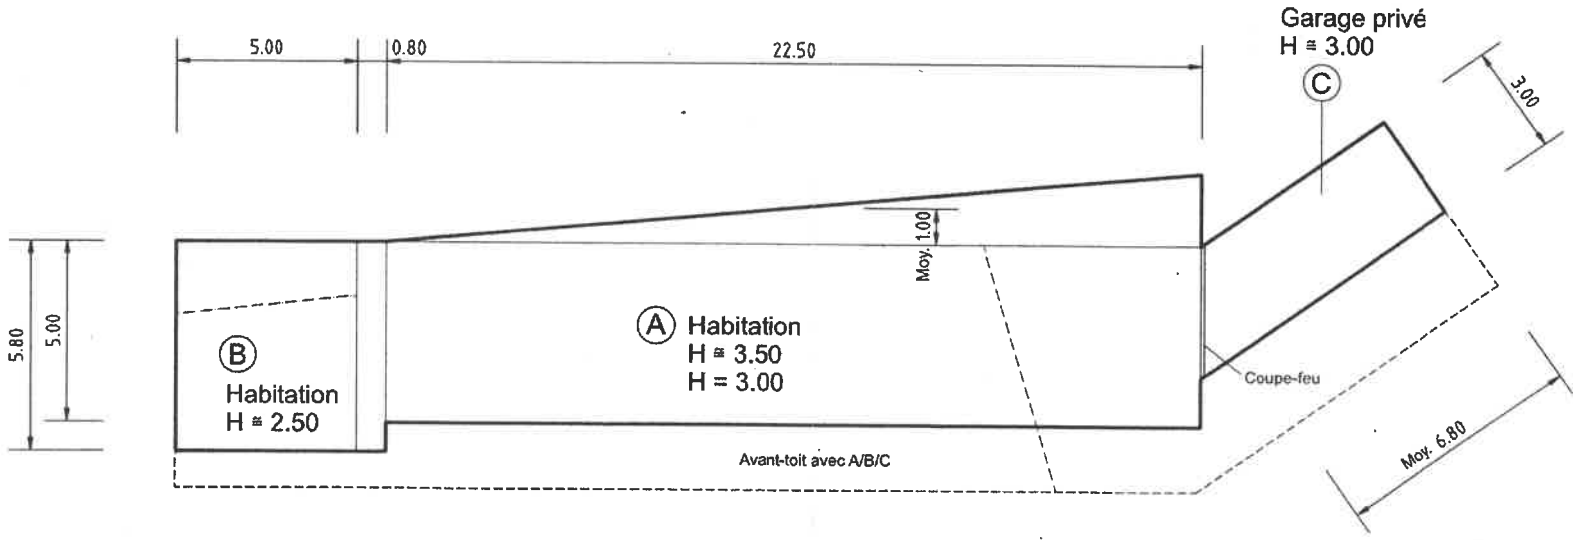 Garage privé
H ≅ 3.00
C
5.00
0.80
22.50
3.00
Moy. 1.00
5.80
5.00
A Habitation
H ≅ 3.50
H = 3.00
B
Habitation
H ≅ 2.50
Coupe-feu
Avant-toit avec A/B/C
Moy. 6.80